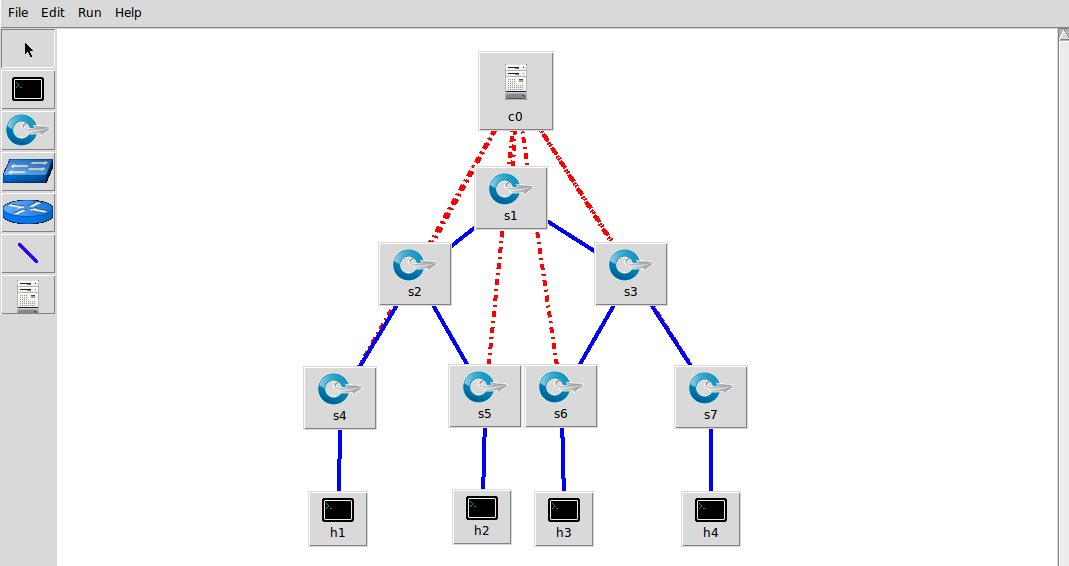 File Edit Run Help
c0
s1
s2 s3
s4 s5 s6 s7
h1 h2 h3 h4